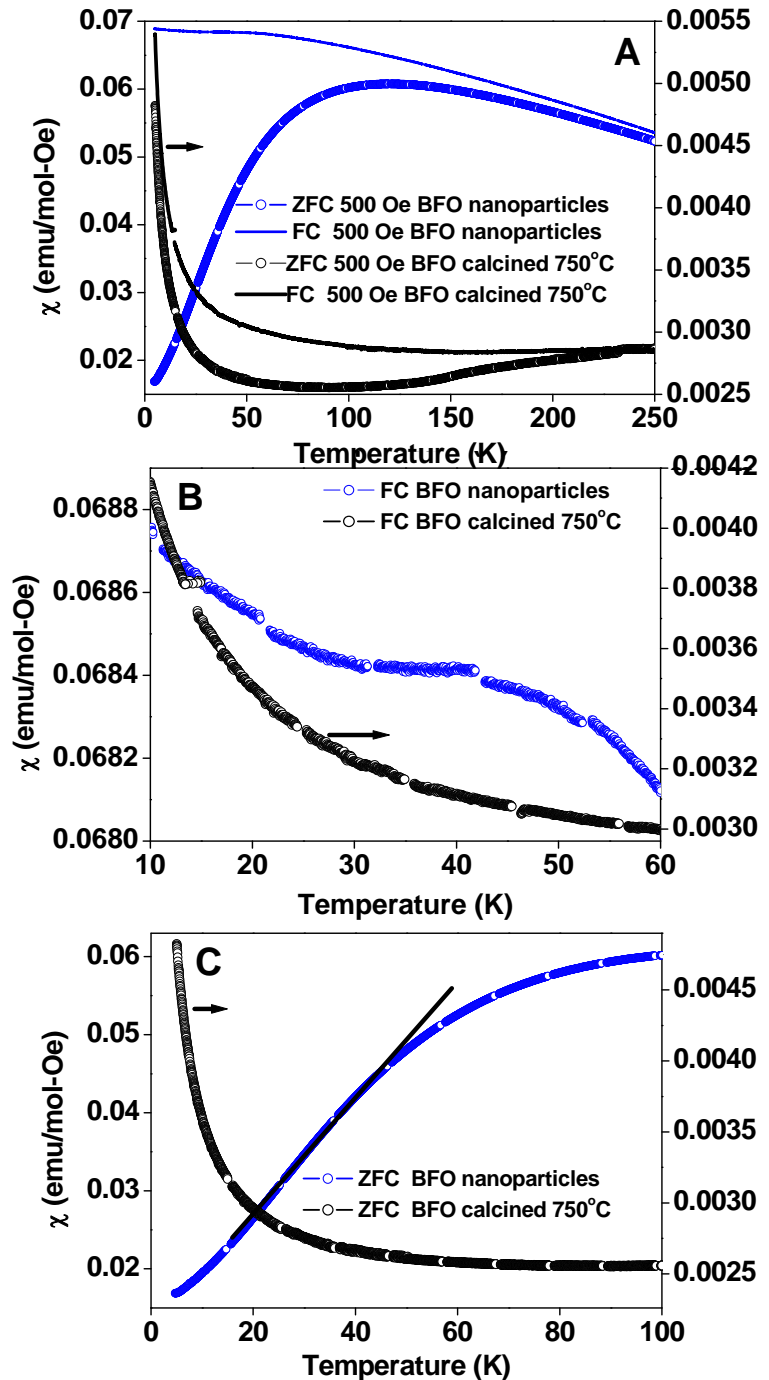 A
0.07
0.06
0.05
0.04
0.03
0.02
χ (emu/mol-Oe)
0.0055
0.0050
0.0045
0.0040
0.0035
0.0030
0.0025
ZFC 500 Oe BFO nanoparticles
FC 500 Oe BFO nanoparticles
ZFC 500 Oe BFO calcined 750°C
FC 500 Oe BFO calcined 750°C
0 50 100 150 200 250
Temperature (K)
B
0.0688
0.0686
0.0684
0.0682
0.0680
χ (emu/mol-Oe)
0.0042
0.0040
0.0038
0.0036
0.0034
0.0032
0.0030
FC BFO nanoparticles
FC BFO calcined 750°C
10 20 30 40 50 60
Temperature (K)
C
0.06
0.05
0.04
0.03
0.02
χ (emu/mol-Oe)
0.0045
0.0040
0.0035
0.0030
0.0025
ZFC BFO nanoparticles
ZFC BFO calcined 750°C
0 20 40 60 80 100
Temperature (K)